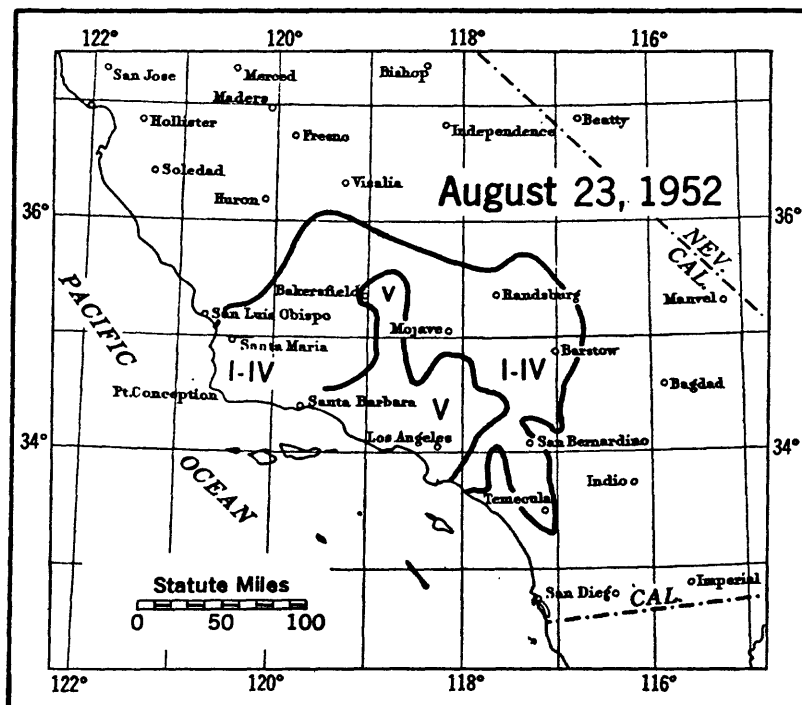 122° 120° 118° 116°
San Jose Merced Bishop
Madera
Hollister Fresno Independence Beatty
Soledad Visalia
Huron August 23, 1952
36° 36°
NEV.
CAL.
PACIFIC
Bakersfield V Randsburg Manvel
San Luis Obispo Mojave
Santa Maria Barstow
I-IV I-IV
Pt. Conception Santa Barbara V Bagdad
Los Angeles San Bernardino
34° 34°
OCEAN
Temecula Indio
Statute Miles
0 50 100
San Diego CAL. Imperial
122° 120° 118° 116°